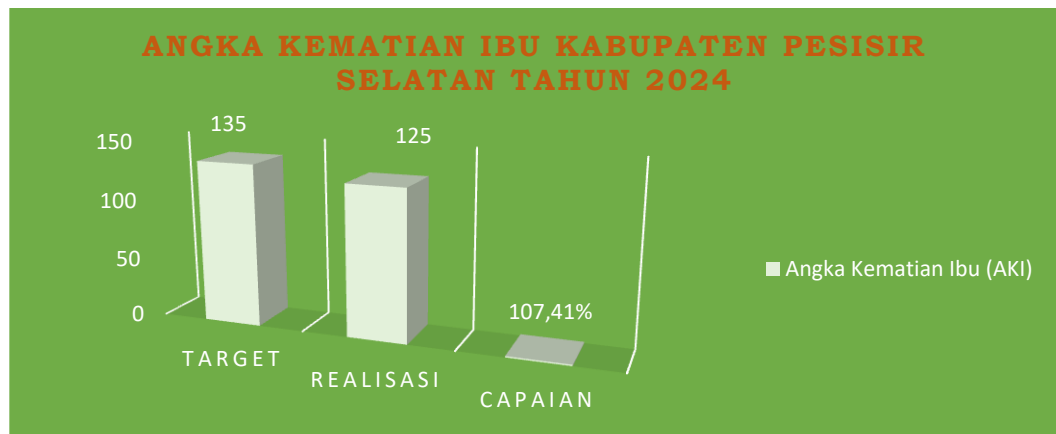 ANGKA KEMATIAN IBU KABUPATEN PESISIR
SELATAN TAHUN 2024
150
100
50
0
135
125
107,41%
TARGET
REALISASI
CAPAIAN
Angka Kematian Ibu (AKI)